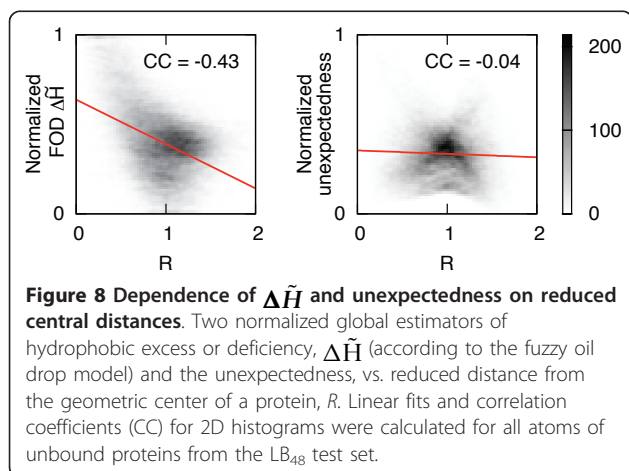 1
CC = -0.43
Normalized
FOD ΔH̃
0
0 1 2
R
1
CC = -0.04
Normalized
unexpectedness
0
0 1 2
R
200
100
0
Figure 8 Dependence of ΔH̃ and unexpectedness on reduced
central distances. Two normalized global estimators of
hydrophobic excess or deficiency, ΔH̃ (according to the fuzzy oil
drop model) and the unexpectedness, vs. reduced distance from
the geometric center of a protein, R. Linear fits and correlation
coefficients (CC) for 2D histograms were calculated for all atoms of
unbound proteins from the LB₄₈ test set.